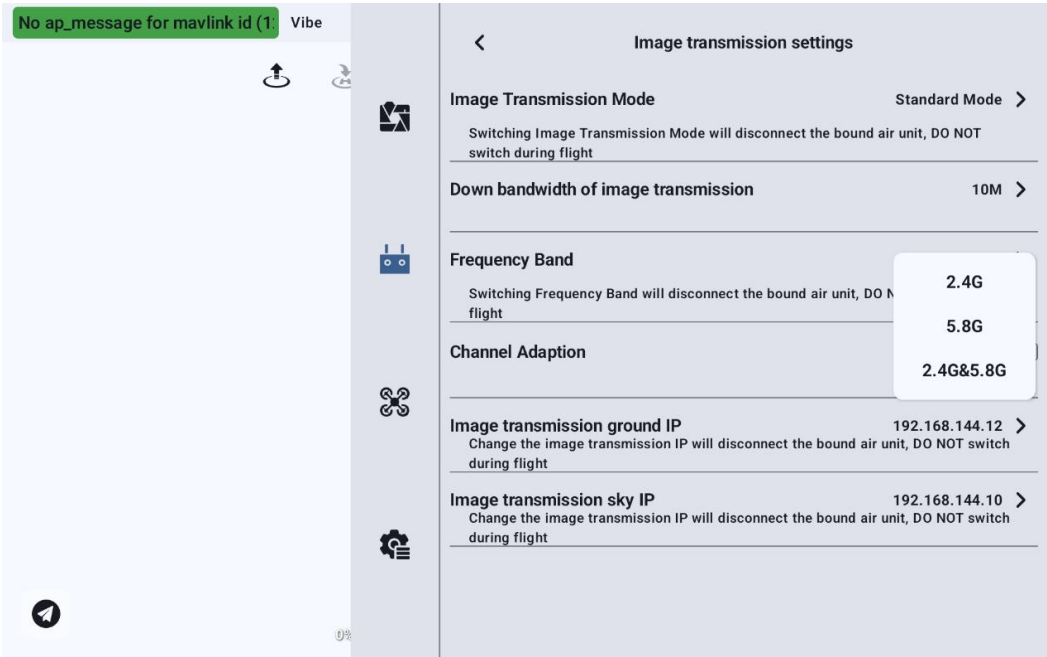 No ap_message for mavlink id (1
Vibe
Image transmission settings
Image Transmission Mode
Standard Mode
Switching Image Transmission Mode will disconnect the bound air unit, DO NOT
switch during flight
Down bandwidth of image transmission
10M
Frequency Band
Switching Frequency Band will disconnect the bound air unit, DO
flight
2.4G
5.8G
2.4G&5.8G
Channel Adaption
Image transmission ground IP
192.168.144.12
Change the image transmission IP will disconnect the bound air unit, DO NOT switch
during flight
Image transmission sky IP
192.168.144.10
Change the image transmission IP will disconnect the bound air unit, DO NOT switch
during flight
0%